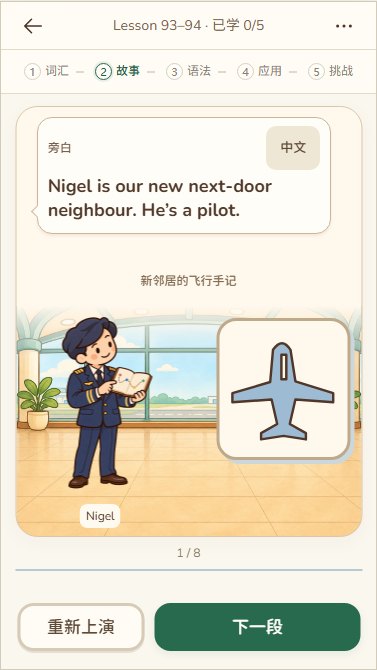 Lesson 93–94 · 已学 0/5
1 词汇 2 故事 3 语法 4 应用 5 挑战
旁白
中文
Nigel is our new next-door
neighbour. He’s a pilot.
新邻居的飞行手记
Nigel
1 / 8
重新上演
下一段